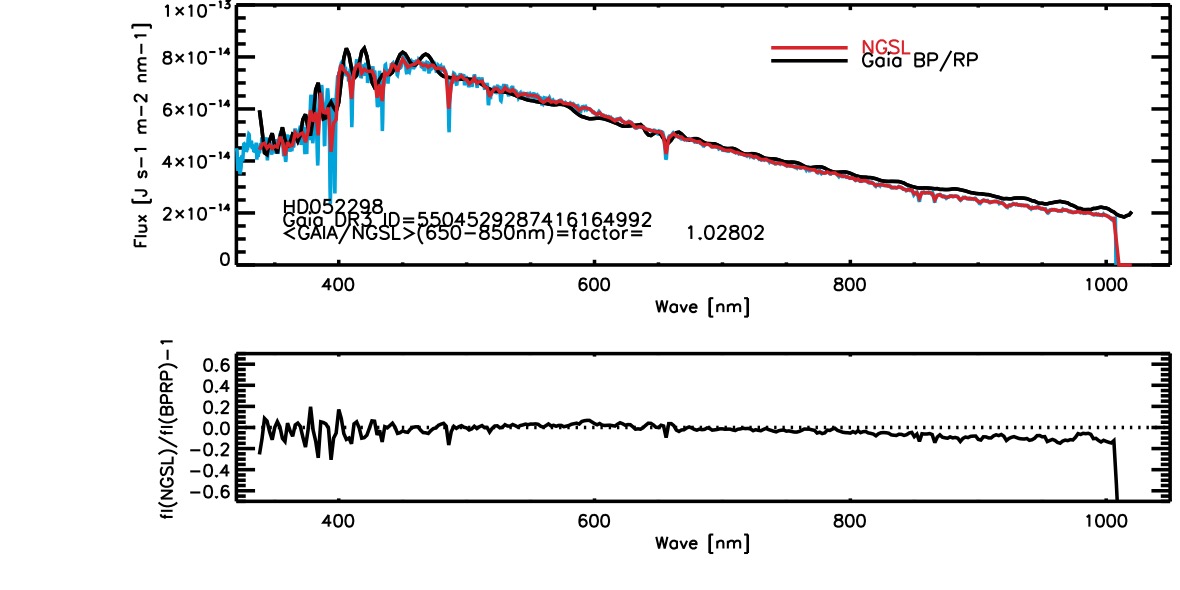 1×10−13
8×10−14
6×10−14
4×10−14
2×10−14
0
Flux [J s−1 m−2 nm−1]
NGSL
Gaia BP/RP
HD052298
Gaia DR3 ID=5504529287416164992
<GAIA/NGSL>(650−850nm)=factor= 1.02802
400 600 800 1000
Wave [nm]
0.6
0.4
0.2
0.0
−0.2
−0.4
−0.6
fl(NGSL)/fl(BPRP)−1
400 600 800 1000
Wave [nm]